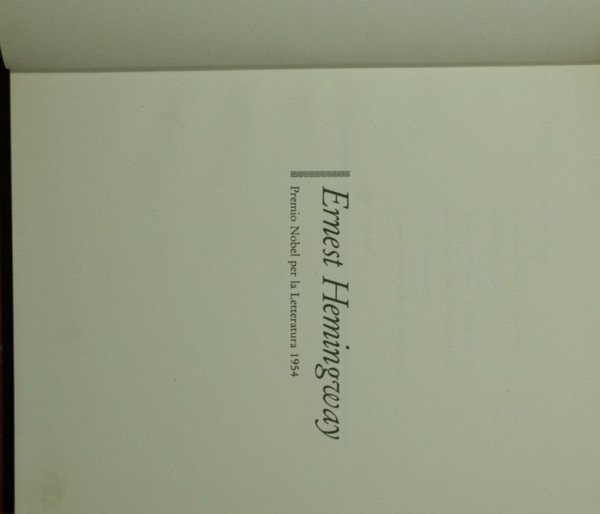 Ernest Hemingway
Premio Nobel per la Letteratura 1954